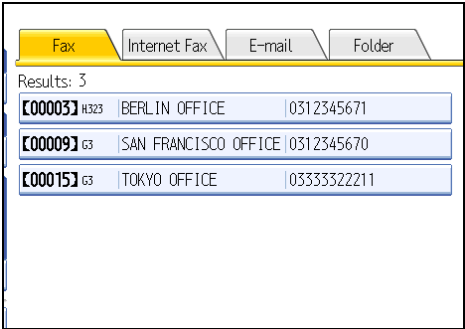 Fax Internet Fax E-mail Folder
Results: 3
【00003】 H323 BERLIN OFFICE 0312345671
【00009】 G3 SAN FRANCISCO OFFICE 0312345670
【00015】 G3 TOKYO OFFICE 03333322211